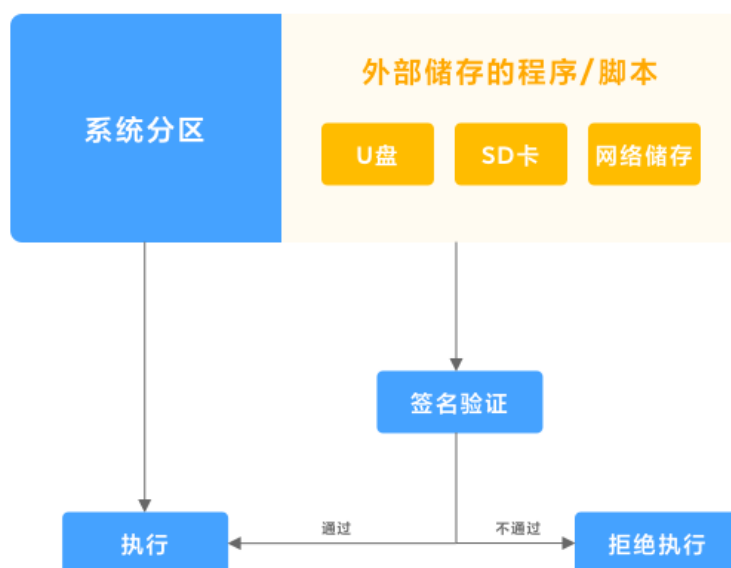 系统分区
外部储存的程序/脚本
U盘
SD卡
网络储存
签名验证
通过
不通过
执行
拒绝执行